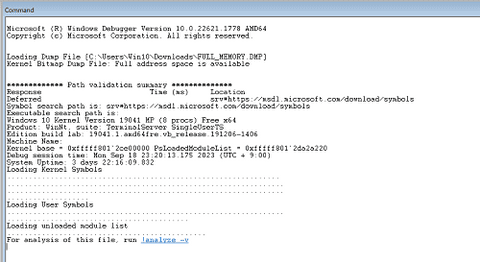 Command
Microsoft (R) Windows Debugger Version 10.0.22621.1778 AMD64
Copyright (c) Microsoft Corporation. All rights reserved.
Loading Dump File [C:\Users\Win10\Downloads\FULL_MEMORY.DMP]
Kernel Bitmap Dump File: Full address space is available
************* Path validation summary **************
Response Time (ms) Location
Deferred srv*https://msdl.microsoft.com/download/symbols
Symbol search path is: srv*https://msdl.microsoft.com/download/symbols
Executable search path is:
Windows 10 Kernel Version 19041 MP (8 procs) Free x64
Product: WinNt, suite: TerminalServer SingleUserTS
Edition build lab: 19041.1.amd64fre.vb_release.191206-1406
Machine Name:
Kernel base = 0xfffff801`2ce00000 PsLoadedModuleList = 0xfffff801`2da2a220
Debug session time: Mon Sep 18 23:20:13.175 2023 (UTC + 9:00)
System Uptime: 3 days 22:16:09.832
Loading Kernel Symbols
...............................................................
................................................................
................................................................
Loading User Symbols
................................................................
..........................................
Loading unloaded module list
..............................................
For analysis of this file, run !analyze -v